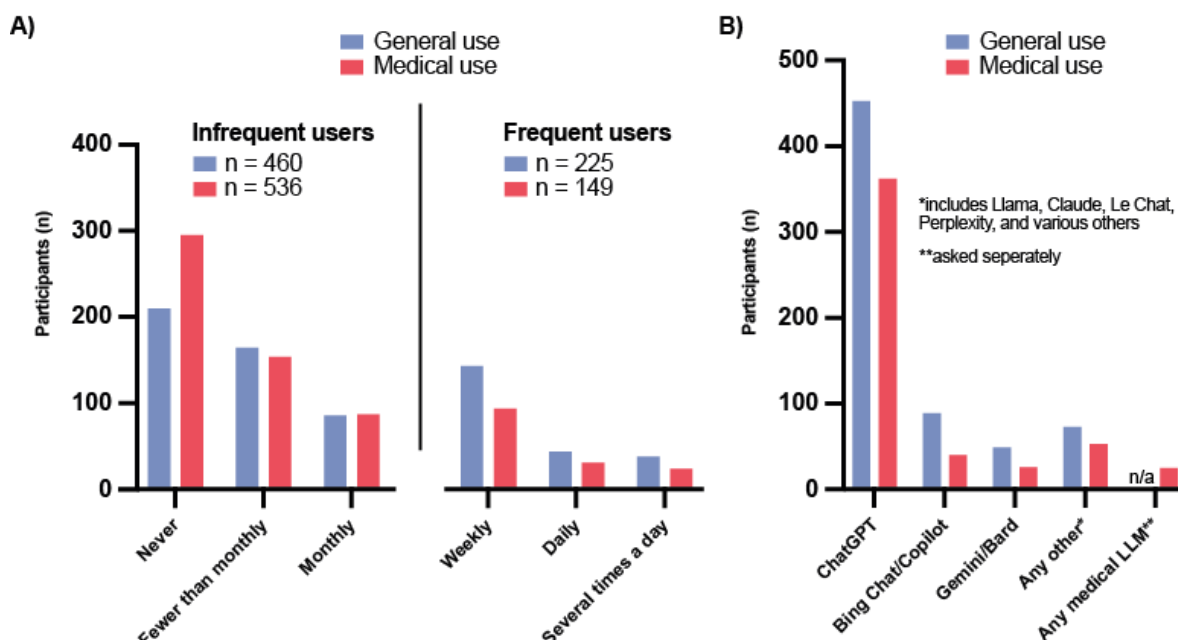 A)
General use
Medical use
Infrequent users
n = 460
n = 536
Frequent users
n = 225
n = 149
Participants (n)
400
300
200
100
0
Never
Fewer than monthly
Monthly
Weekly
Daily
Several times a day
B)
General use
Medical use
*includes Llama, Claude, Le Chat,
Perplexity, and various others
**asked seperately
Participants (n)
500
400
300
200
100
0
n/a
ChatGPT
Bing Chat/Copilot
Gemini/Bard
Any other*
Any medical LLM**